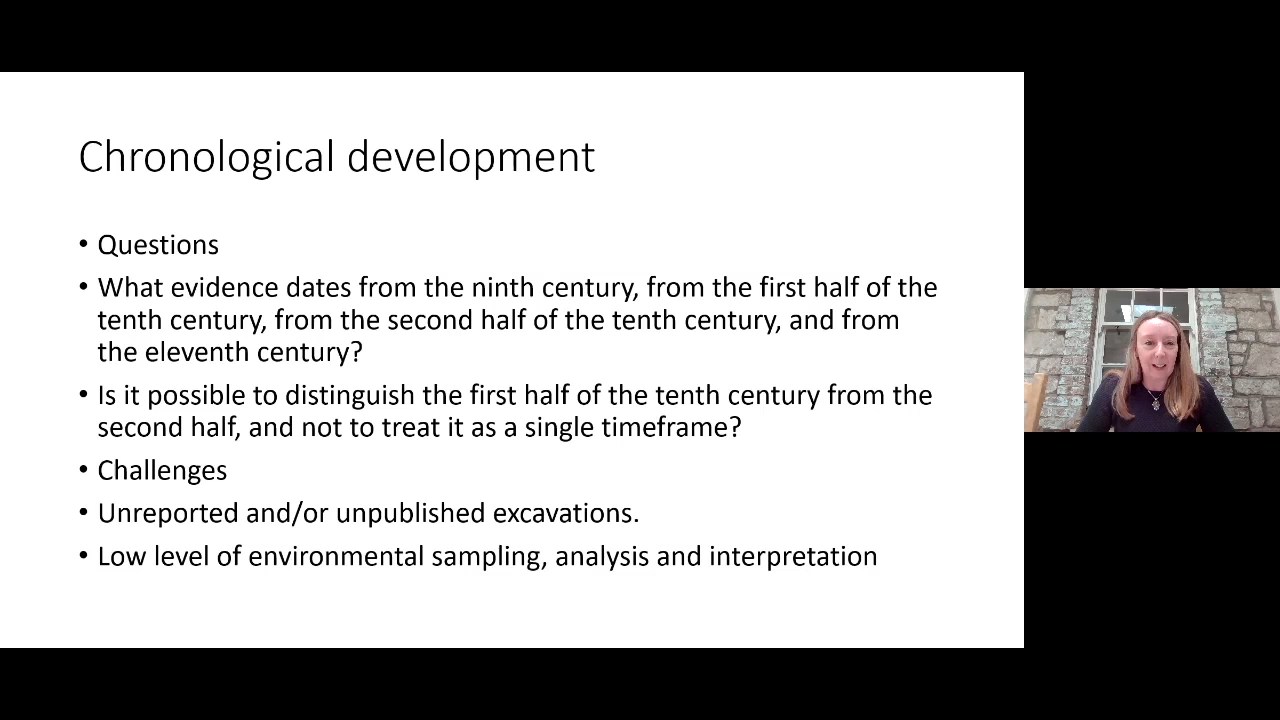 Chronological development
• Questions
• What evidence dates from the ninth century, from the first half of the
tenth century, from the second half of the tenth century, and from
the eleventh century?
• Is it possible to distinguish the first half of the tenth century from the
second half, and not to treat it as a single timeframe?
• Challenges
• Unreported and/or unpublished excavations.
• Low level of environmental sampling, analysis and interpretation